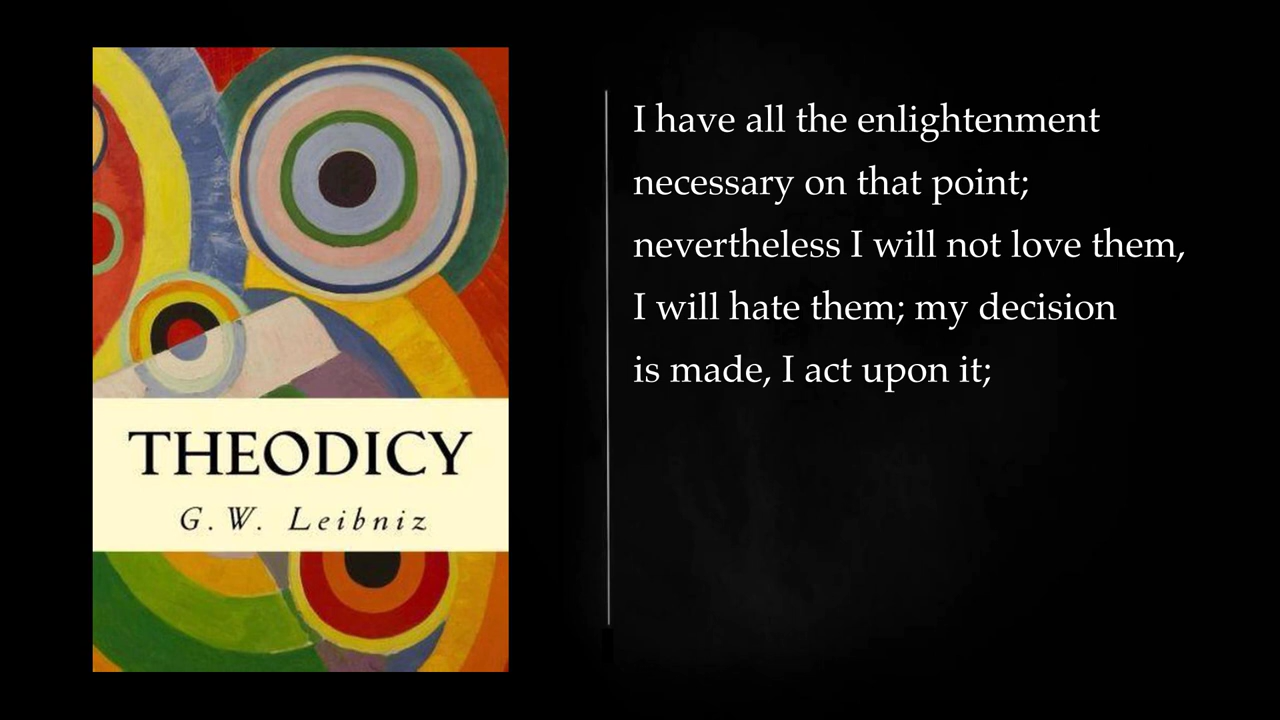 THEODICY
G. W. Leibniz
I have all the enlightenment
necessary on that point;
nevertheless I will not love them,
I will hate them; my decision
is made, I act upon it;